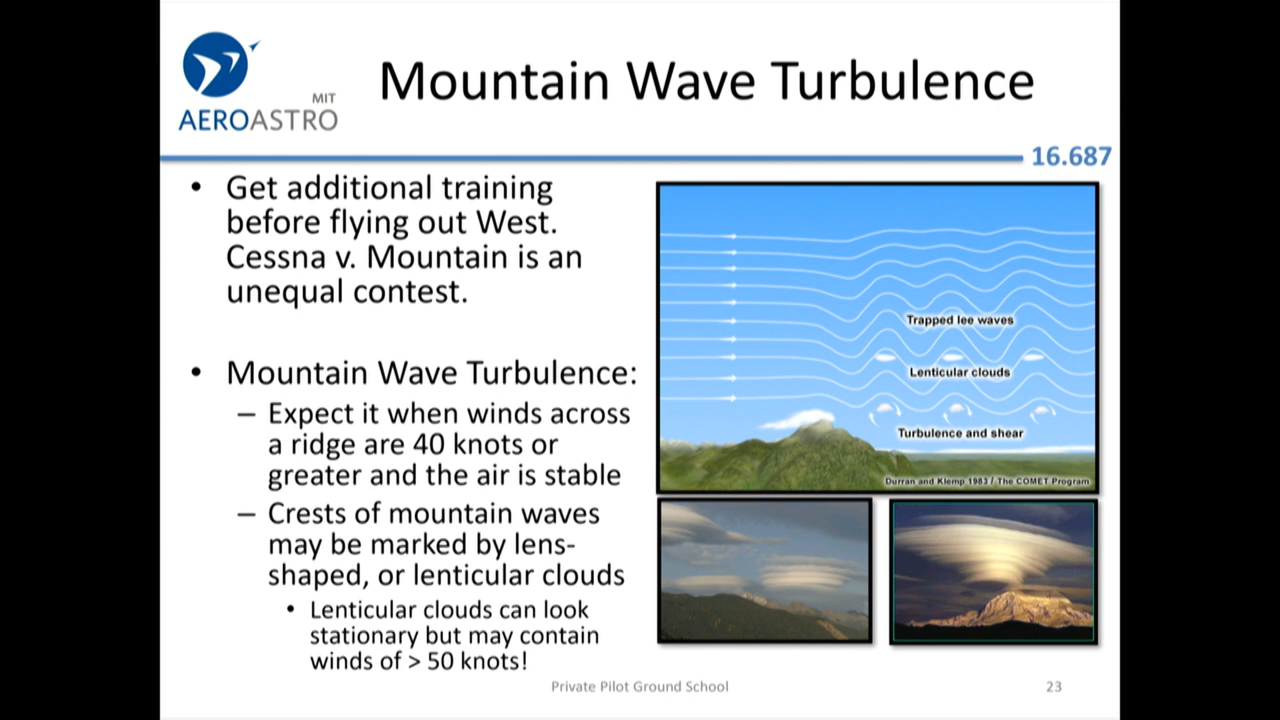 MIT
AEROASTRO
Mountain Wave Turbulence
16.687
• Get additional training
before flying out West.
Cessna v. Mountain is an
unequal contest.
• Mountain Wave Turbulence:
– Expect it when winds across
a ridge are 40 knots or
greater and the air is stable
– Crests of mountain waves
may be marked by lens-
shaped, or lenticular clouds
• Lenticular clouds can look
stationary but may contain
winds of > 50 knots!
Trapped lee waves
Lenticular clouds
Turbulence and shear
Durran and Klemp 1983 / The COMET Program
Private Pilot Ground School
23